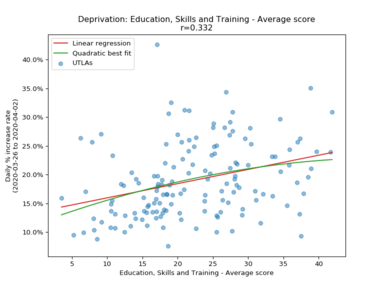 Deprivation: Education, Skills and Training - Average score
r=0.332
Linear regression
Quadratic best fit
UTLAs
Daily % increase rate
(2020-03-26 to 2020-04-02)
40.0%
35.0%
30.0%
25.0%
20.0%
15.0%
10.0%
5 10 15 20 25 30 35 40
Education, Skills and Training - Average score